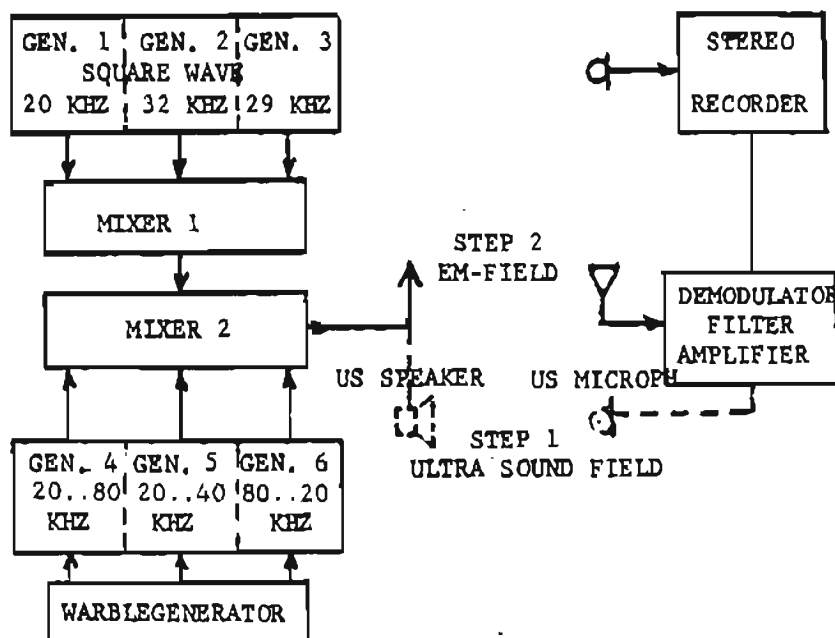 GEN. 1 GEN. 2 GEN. 3
SQUARE WAVE
20 KHZ 32 KHZ 29 KHZ
MIXER 1
MIXER 2
GEN. 4 GEN. 5 GEN. 6
20..80 20..40 80..20
KHZ KHZ KHZ
WARBLEGENERATOR
STEP 2
EM-FIELD
US SPEAKER
STEP 1
ULTRA SOUND FIELD
STEREO
RECORDER
DEMODULATOR
FILTER
AMPLIFIER
US MICROPH